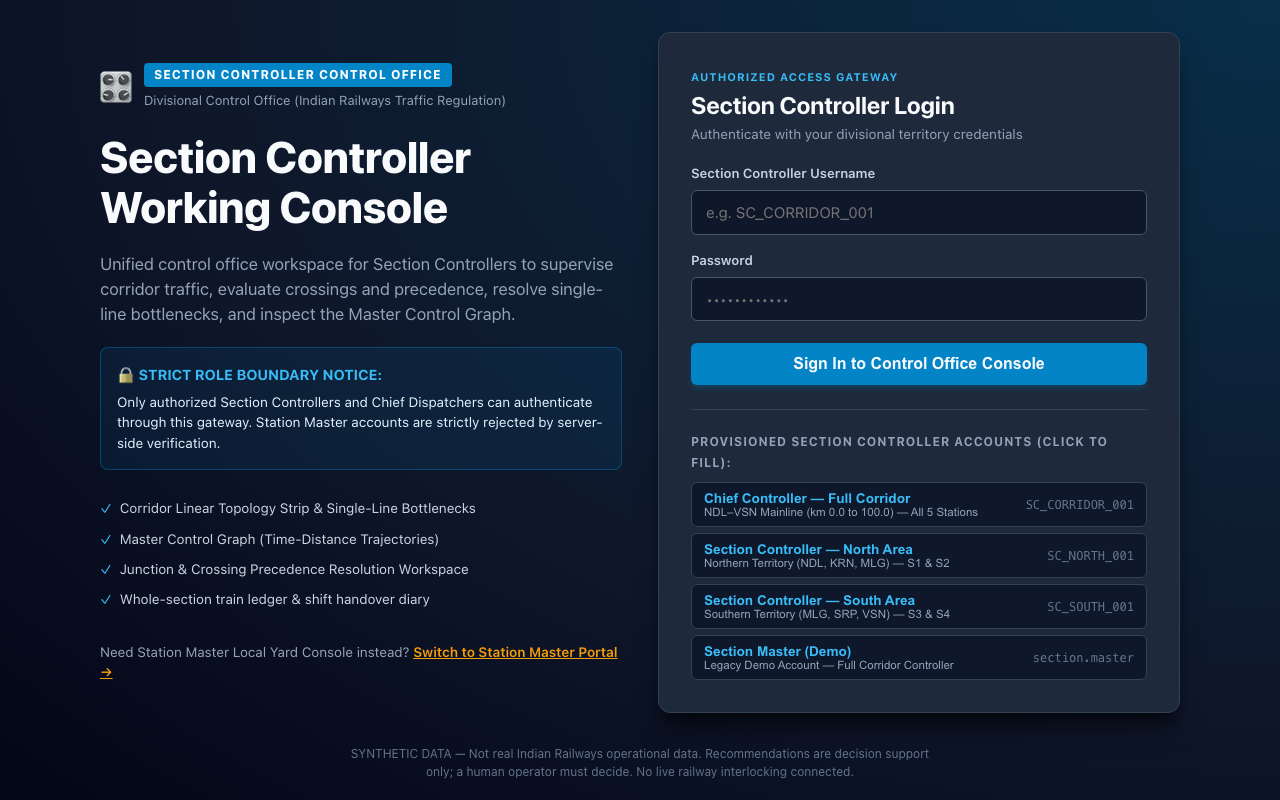 SECTION CONTROLLER CONTROL OFFICE
Divisional Control Office (Indian Railways Traffic Regulation)
Section Controller
Working Console
Unified control office workspace for Section Controllers to supervise
corridor traffic, evaluate crossings and precedence, resolve single-
line bottlenecks, and inspect the Master Control Graph.
🔒 STRICT ROLE BOUNDARY NOTICE:
Only authorized Section Controllers and Chief Dispatchers can authenticate
through this gateway. Station Master accounts are strictly rejected by server-
side verification.
✓ Corridor Linear Topology Strip & Single-Line Bottlenecks
✓ Master Control Graph (Time-Distance Trajectories)
✓ Junction & Crossing Precedence Resolution Workspace
✓ Whole-section train ledger & shift handover diary
Need Station Master Local Yard Console instead? Switch to Station Master Portal
→
AUTHORIZED ACCESS GATEWAY
Section Controller Login
Authenticate with your divisional territory credentials
Section Controller Username
e.g. SC_CORRIDOR_001
Password
••••••••••••
Sign In to Control Office Console
PROVISIONED SECTION CONTROLLER ACCOUNTS (CLICK TO
FILL):
Chief Controller — Full Corridor
NDL–VSN Mainline (km 0.0 to 100.0) — All 5 Stations
SC_CORRIDOR_001
Section Controller — North Area
Northern Territory (NDL, KRN, MLG) — S1 & S2
SC_NORTH_001
Section Controller — South Area
Southern Territory (MLG, SRP, VSN) — S3 & S4
SC_SOUTH_001
Section Master (Demo)
Legacy Demo Account — Full Corridor Controller
section.master
SYNTHETIC DATA — Not real Indian Railways operational data. Recommendations are decision support
only; a human operator must decide. No live railway interlocking connected.